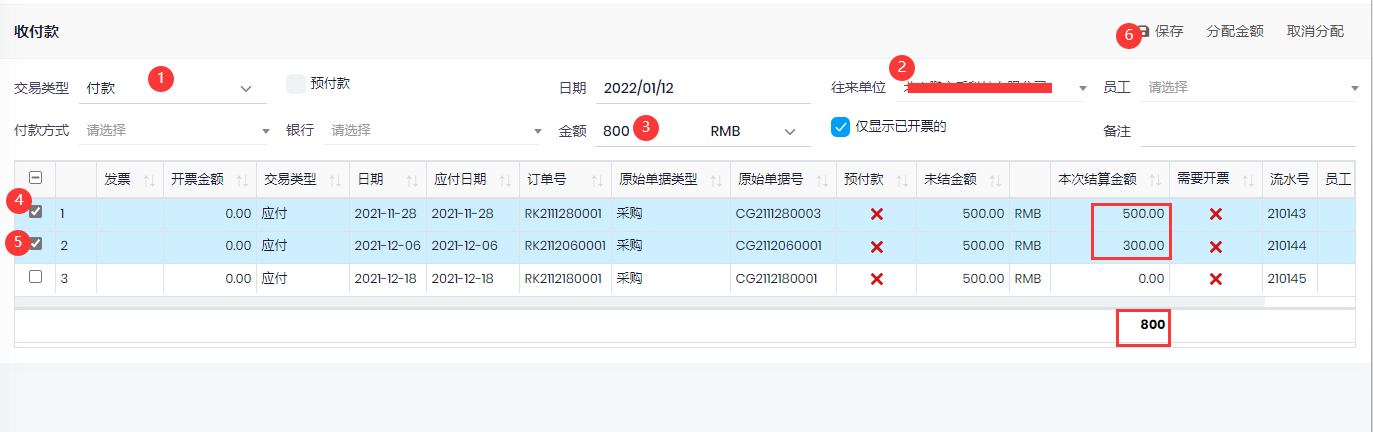 收付款
6 保存 分配金额 取消分配
交易类型 付款 1 预付款 日期 2022/01/12 往来单位 2 员工 请选择
付款方式 请选择 银行 请选择 金额 800 3 RMB 仅显示已开票的 备注
发票 开票金额 交易类型 日期 应付日期 订单号 原始单据类型 原始单据号 预付款 未结金额 本次结算金额 需要开票 流水号 员工
4 1 0.00 应付 2021-11-28 2021-11-28 RK2111280001 采购 CG2111280003 500.00 RMB 500.00 210143
5 2 0.00 应付 2021-12-06 2021-12-06 RK2112060001 采购 CG2112060001 500.00 RMB 300.00 210144
3 0.00 应付 2021-12-18 2021-12-18 RK2112180001 采购 CG2112180001 500.00 RMB 0.00 210145
800